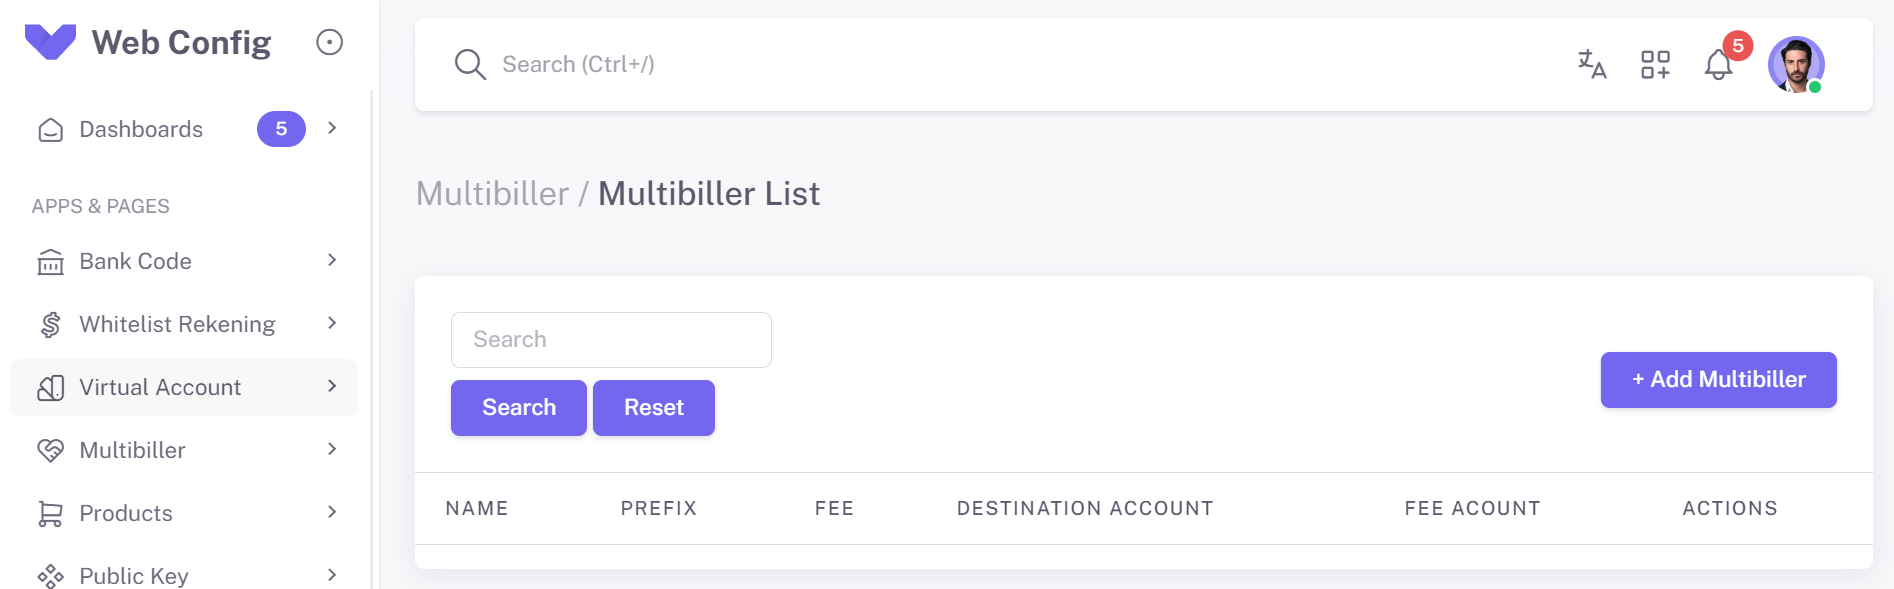 Web Config
Dashboards 5
APPS & PAGES
Bank Code
Whitelist Rekening
Virtual Account
Multibiller
Products
Public Key
Search (Ctrl+/)
5
Multibiller / Multibiller List
Search
Search Reset
+ Add Multibiller
NAME PREFIX FEE DESTINATION ACCOUNT FEE ACOUNT ACTIONS